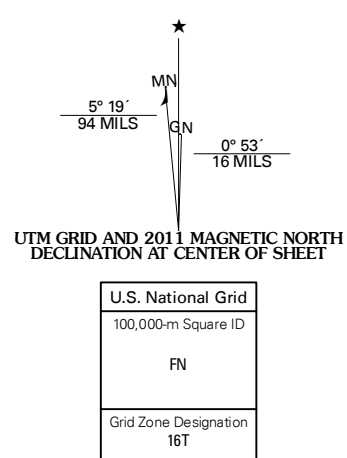 MN
5° 19´
94 MILS
GN
0° 53´
16 MILS
UTM GRID AND 2011 MAGNETIC NORTH
DECLINATION AT CENTER OF SHEET
U.S. National Grid
100,000-m Square ID
FN
Grid Zone Designation
16T